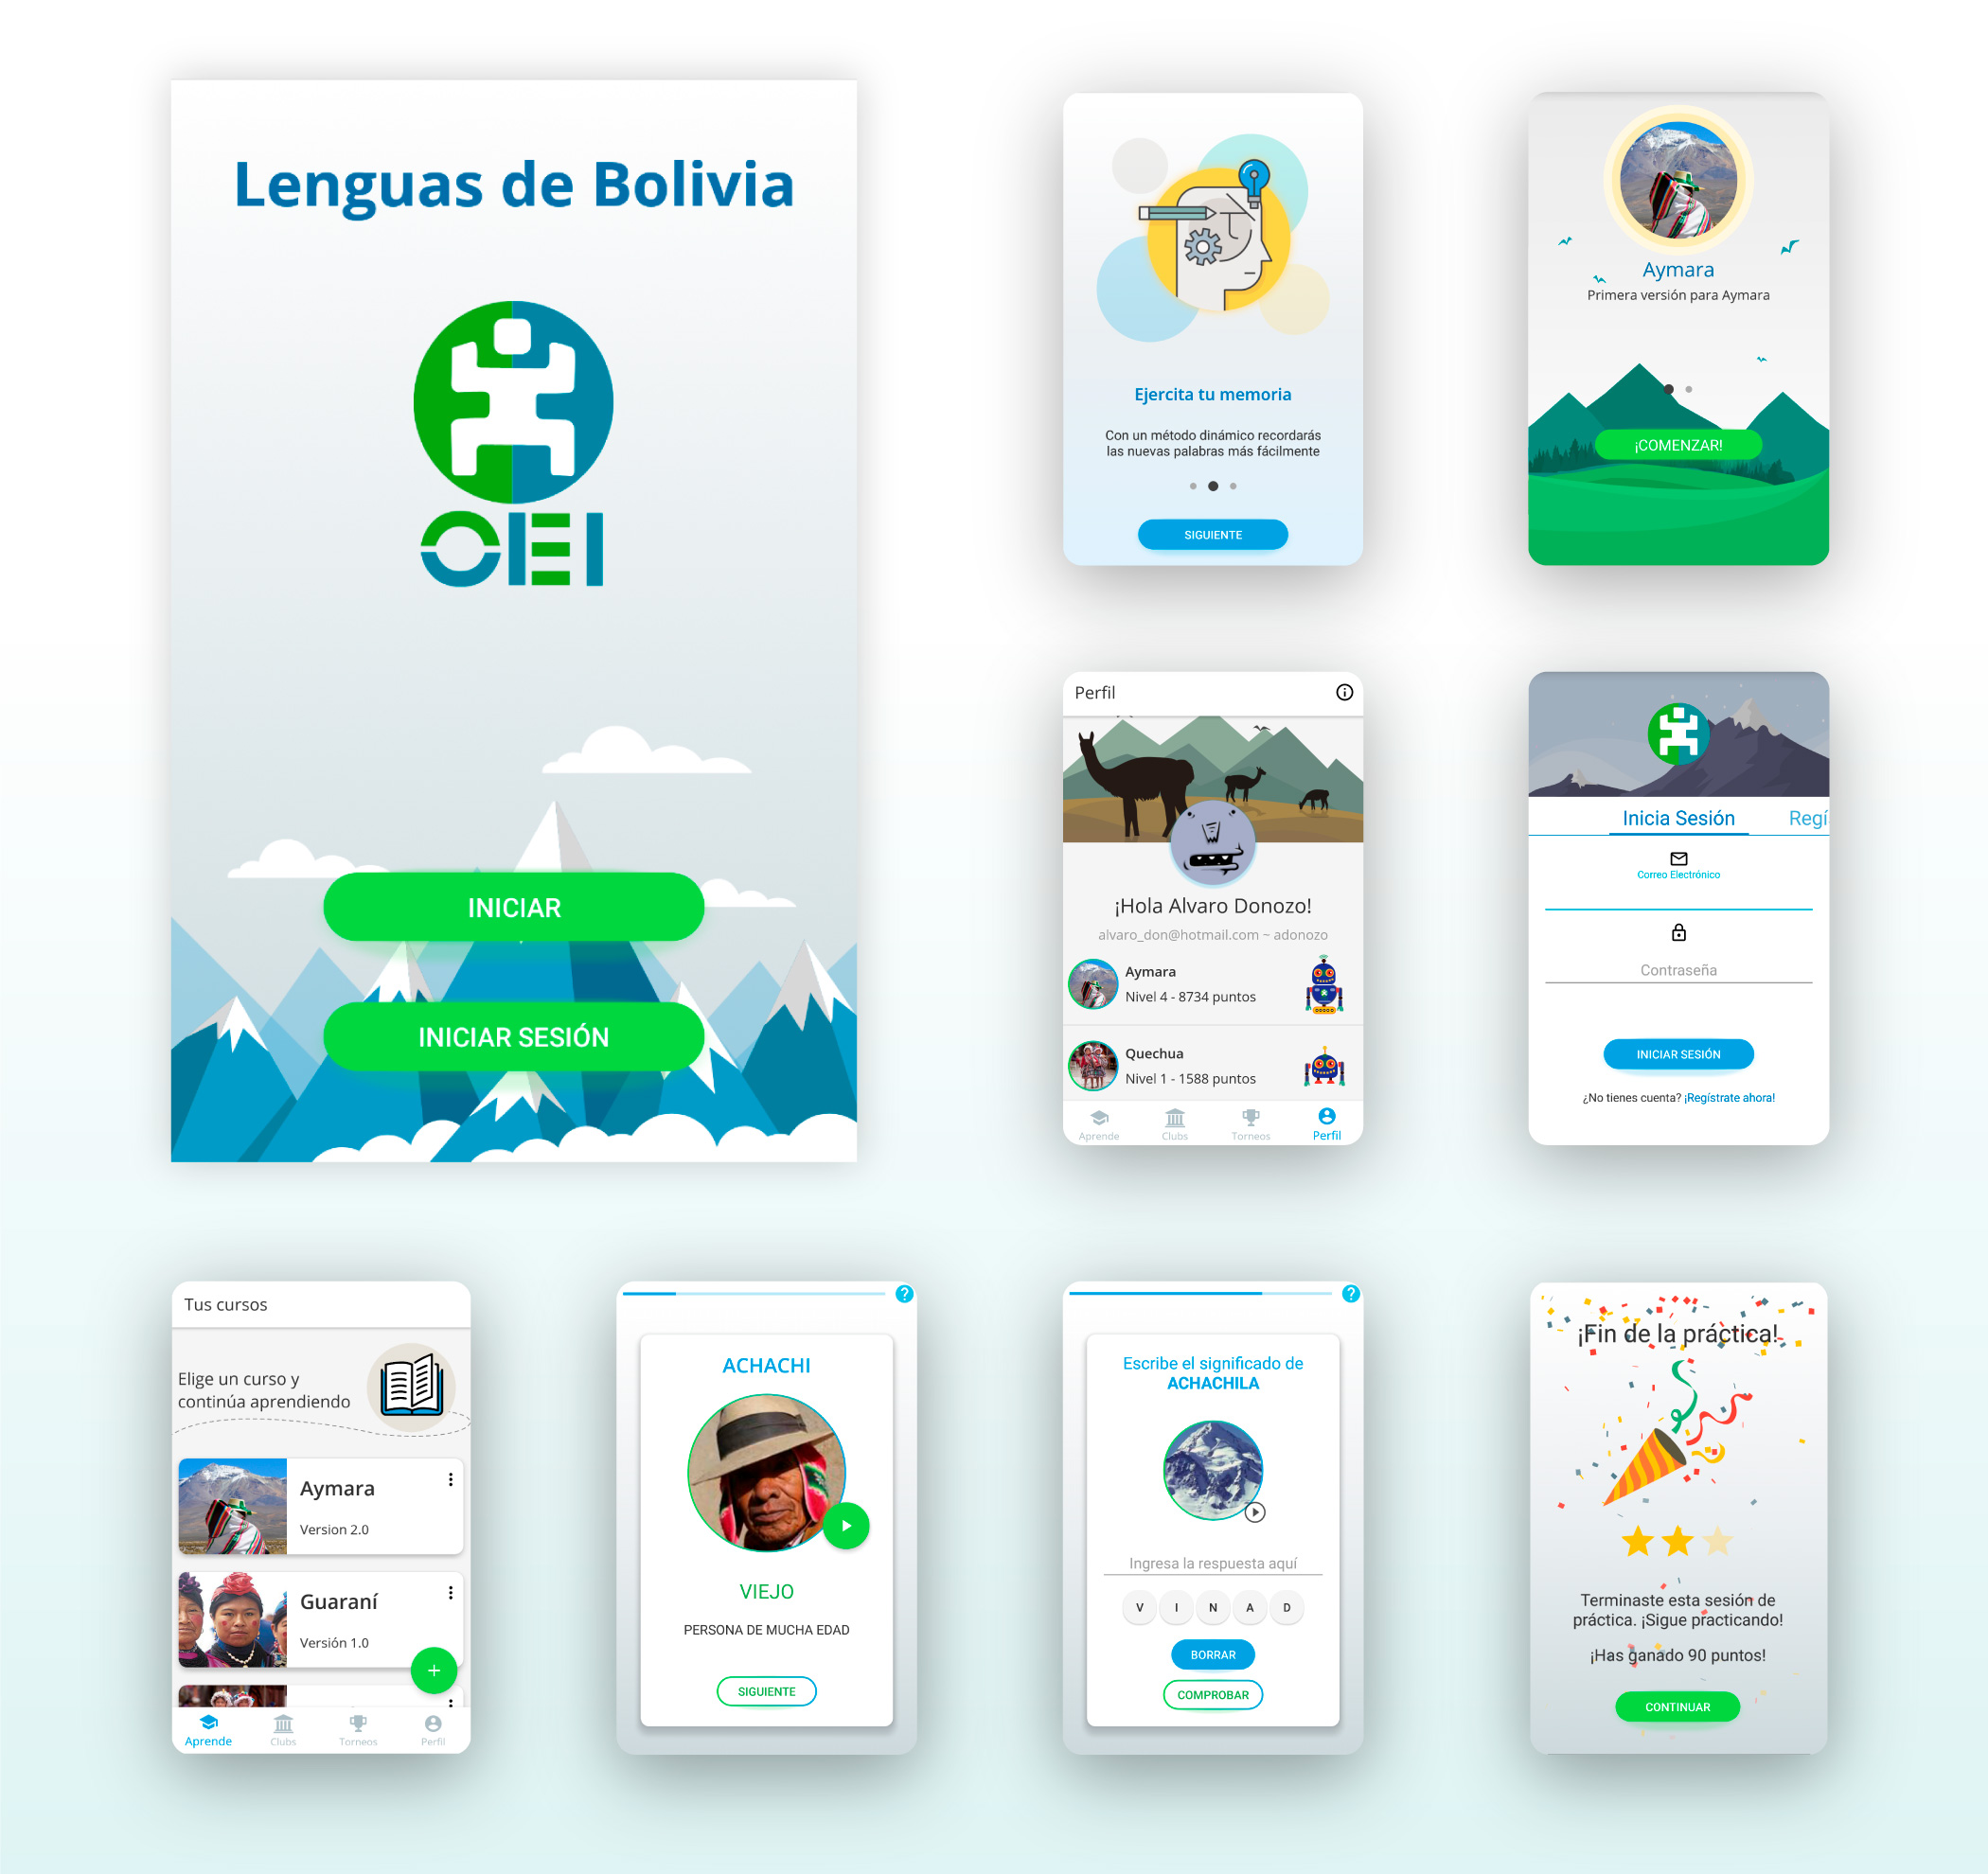 Lenguas de Bolivia
OEI
INICIAR
INICIAR SESIÓN
Ejercita tu memoria
Con un método dinámico recordarás
las nuevas palabras más fácilmente
SIGUIENTE
Aymara
Primera versión para Aymara
¡COMENZAR!
Perfil
¡Hola Alvaro Donozo!
alvaro_don@hotmail.com ~ adonozo
Aymara
Nivel 4 - 8734 puntos
Quechua
Nivel 1 - 1588 puntos
Aprende Clubs Torneos Perfil
Inicia Sesión Regí
Correo Electrónico
Contraseña
INICIAR SESIÓN
¿No tienes cuenta? ¡Regístrate ahora!
Tus cursos
Elige un curso y
continúa aprendiendo
Aymara
Version 2.0
Guaraní
Versión 1.0
+
Aprende Clubs Torneos Perfil
?
ACHACHI
VIEJO
PERSONA DE MUCHA EDAD
SIGUIENTE
?
Escribe el significado de
ACHACHILA
Ingresa la respuesta aquí
V I N A D
BORRAR
COMPROBAR
¡Fin de la práctica!
Terminaste esta sesión de
práctica. ¡Sigue practicando!
¡Has ganado 90 puntos!
CONTINUAR